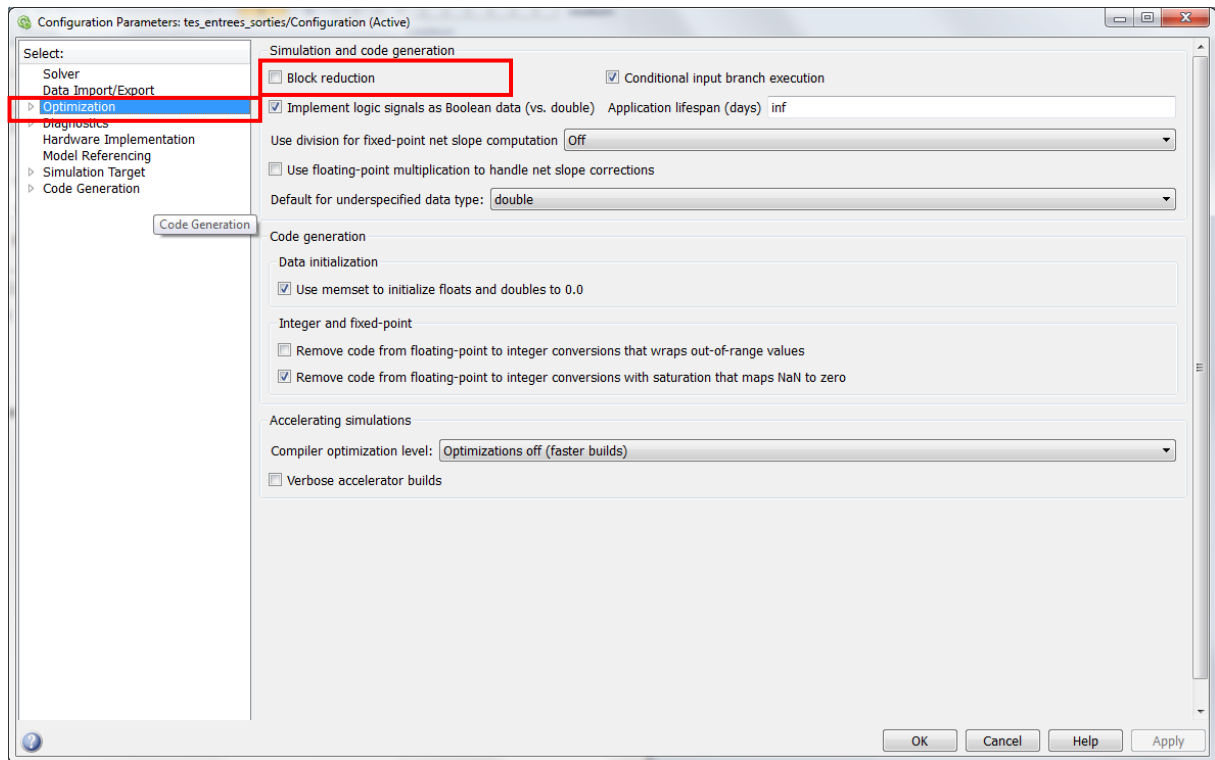 Configuration Parameters: tes_entrees_sorties/Configuration (Active)
Select:
Solver
Data Import/Export
Optimization
Diagnostics
Hardware Implementation
Model Referencing
Simulation Target
Code Generation
Code Generation
Simulation and code generation
Block reduction
Conditional input branch execution
Implement logic signals as Boolean data (vs. double) Application lifespan (days) inf
Use division for fixed-point net slope computation Off
Use floating-point multiplication to handle net slope corrections
Default for underspecified data type: double
Code generation
Data initialization
Use memset to initialize floats and doubles to 0.0
Integer and fixed-point
Remove code from floating-point to integer conversions that wraps out-of-range values
Remove code from floating-point to integer conversions with saturation that maps NaN to zero
Accelerating simulations
Compiler optimization level: Optimizations off (faster builds)
Verbose accelerator builds
OK Cancel Help Apply